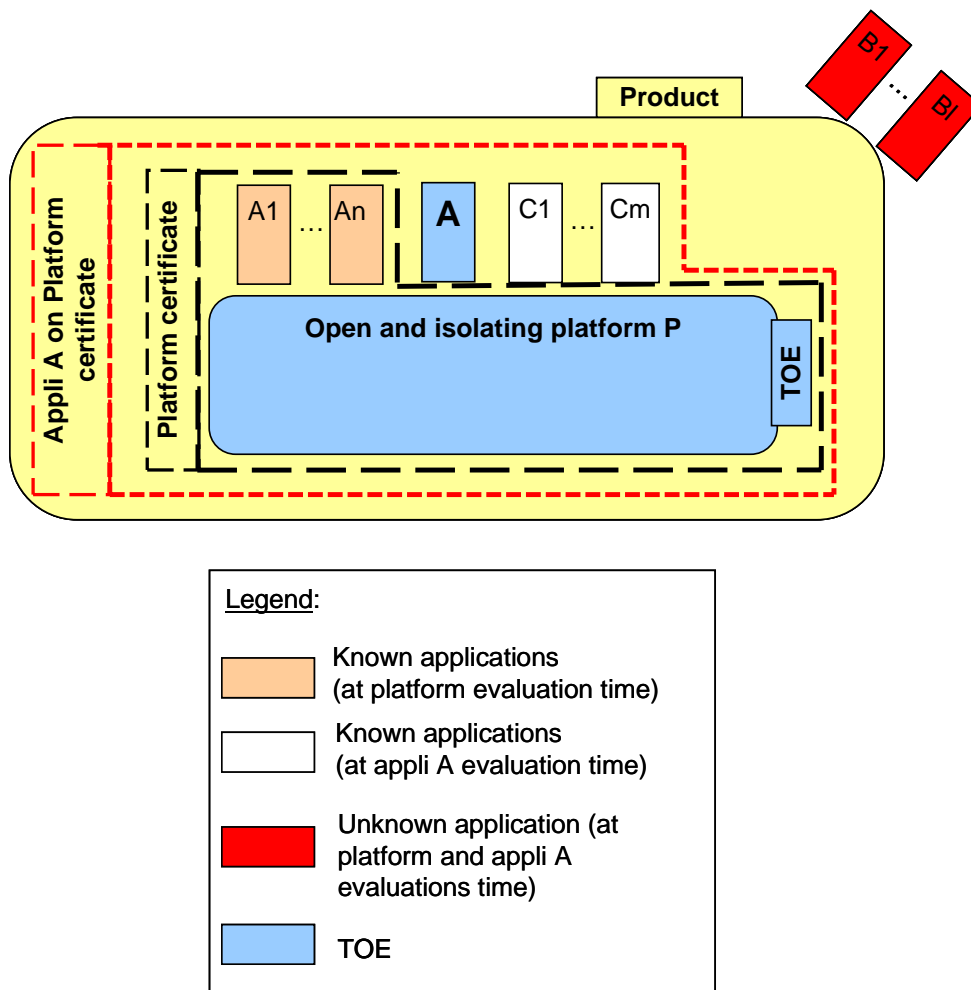 B1
...
Bl
Product
Appli A on Platform
certificate
Platform certificate
A1
...
An
A
C1
...
Cm
Open and isolating platform P
TOE
Legend:
Known applications
(at platform evaluation time)
Known applications
(at appli A evaluation time)
Unknown application (at
platform and appli A
evaluations time)
TOE